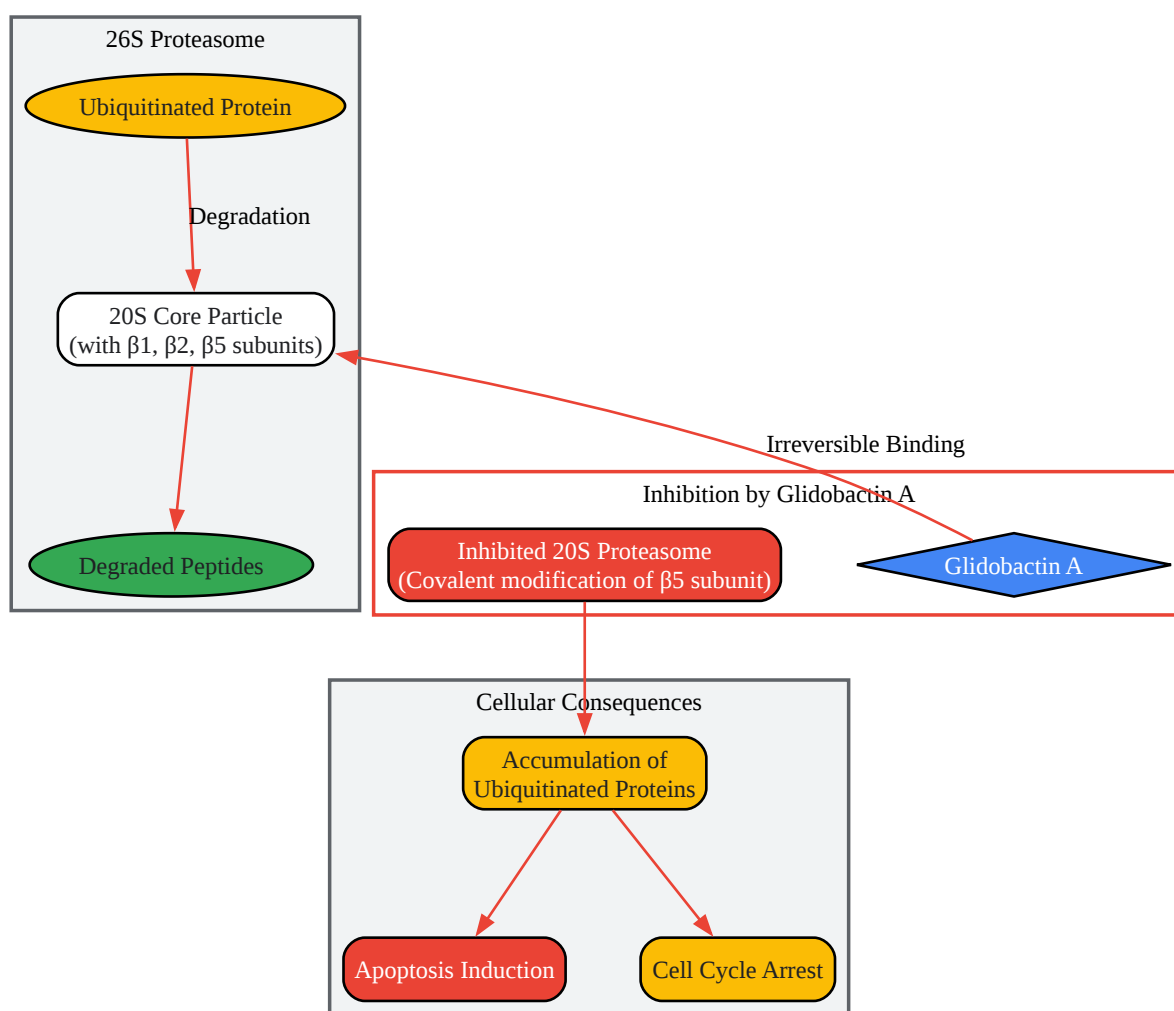 26S Proteasome
Ubiquitinated Protein
Degradation
20S Core Particle
(with β1, β2, β5 subunits)
Irreversible Binding
Inhibition by Glidobactin A
Inhibited 20S Proteasome
(Covalent modification of β5 subunit)
Glidobactin A
Degraded Peptides
Cellular Consequences
Accumulation of
Ubiquitinated Proteins
Apoptosis Induction
Cell Cycle Arrest